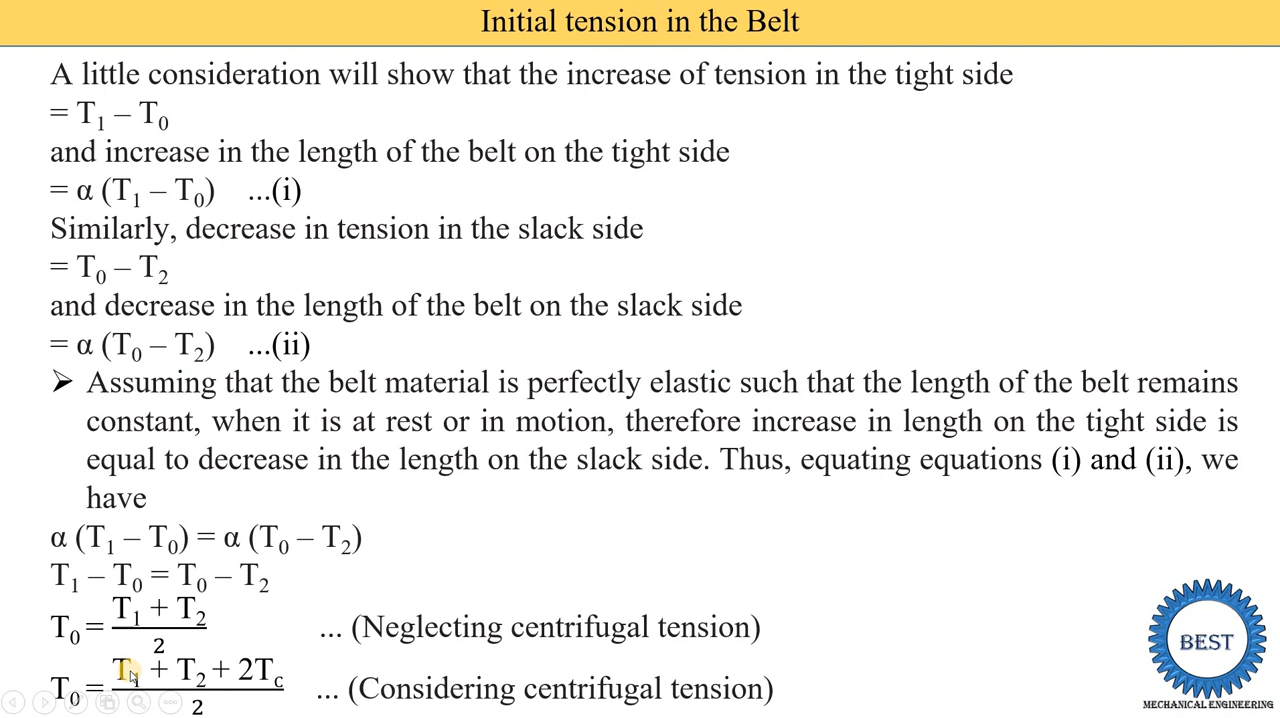 Initial tension in the Belt
A little consideration will show that the increase of tension in the tight side
= T₁ – T₀
and increase in the length of the belt on the tight side
= α (T₁ – T₀) ...(i)
Similarly, decrease in tension in the slack side
= T₀ – T₂
and decrease in the length of the belt on the slack side
= α (T₀ – T₂) ...(ii)
➢ Assuming that the belt material is perfectly elastic such that the length of the belt remains
constant, when it is at rest or in motion, therefore increase in length on the tight side is
equal to decrease in the length on the slack side. Thus, equating equations (i) and (ii), we
have
α (T₁ – T₀) = α (T₀ – T₂)
T₁ – T₀ = T₀ – T₂
T₀ = (T₁ + T₂)/2 ... (Neglecting centrifugal tension)
T₀ = (T₁ + T₂ + 2T_C)/2 ... (Considering centrifugal tension)
BEST
MECHANICAL ENGINEERING